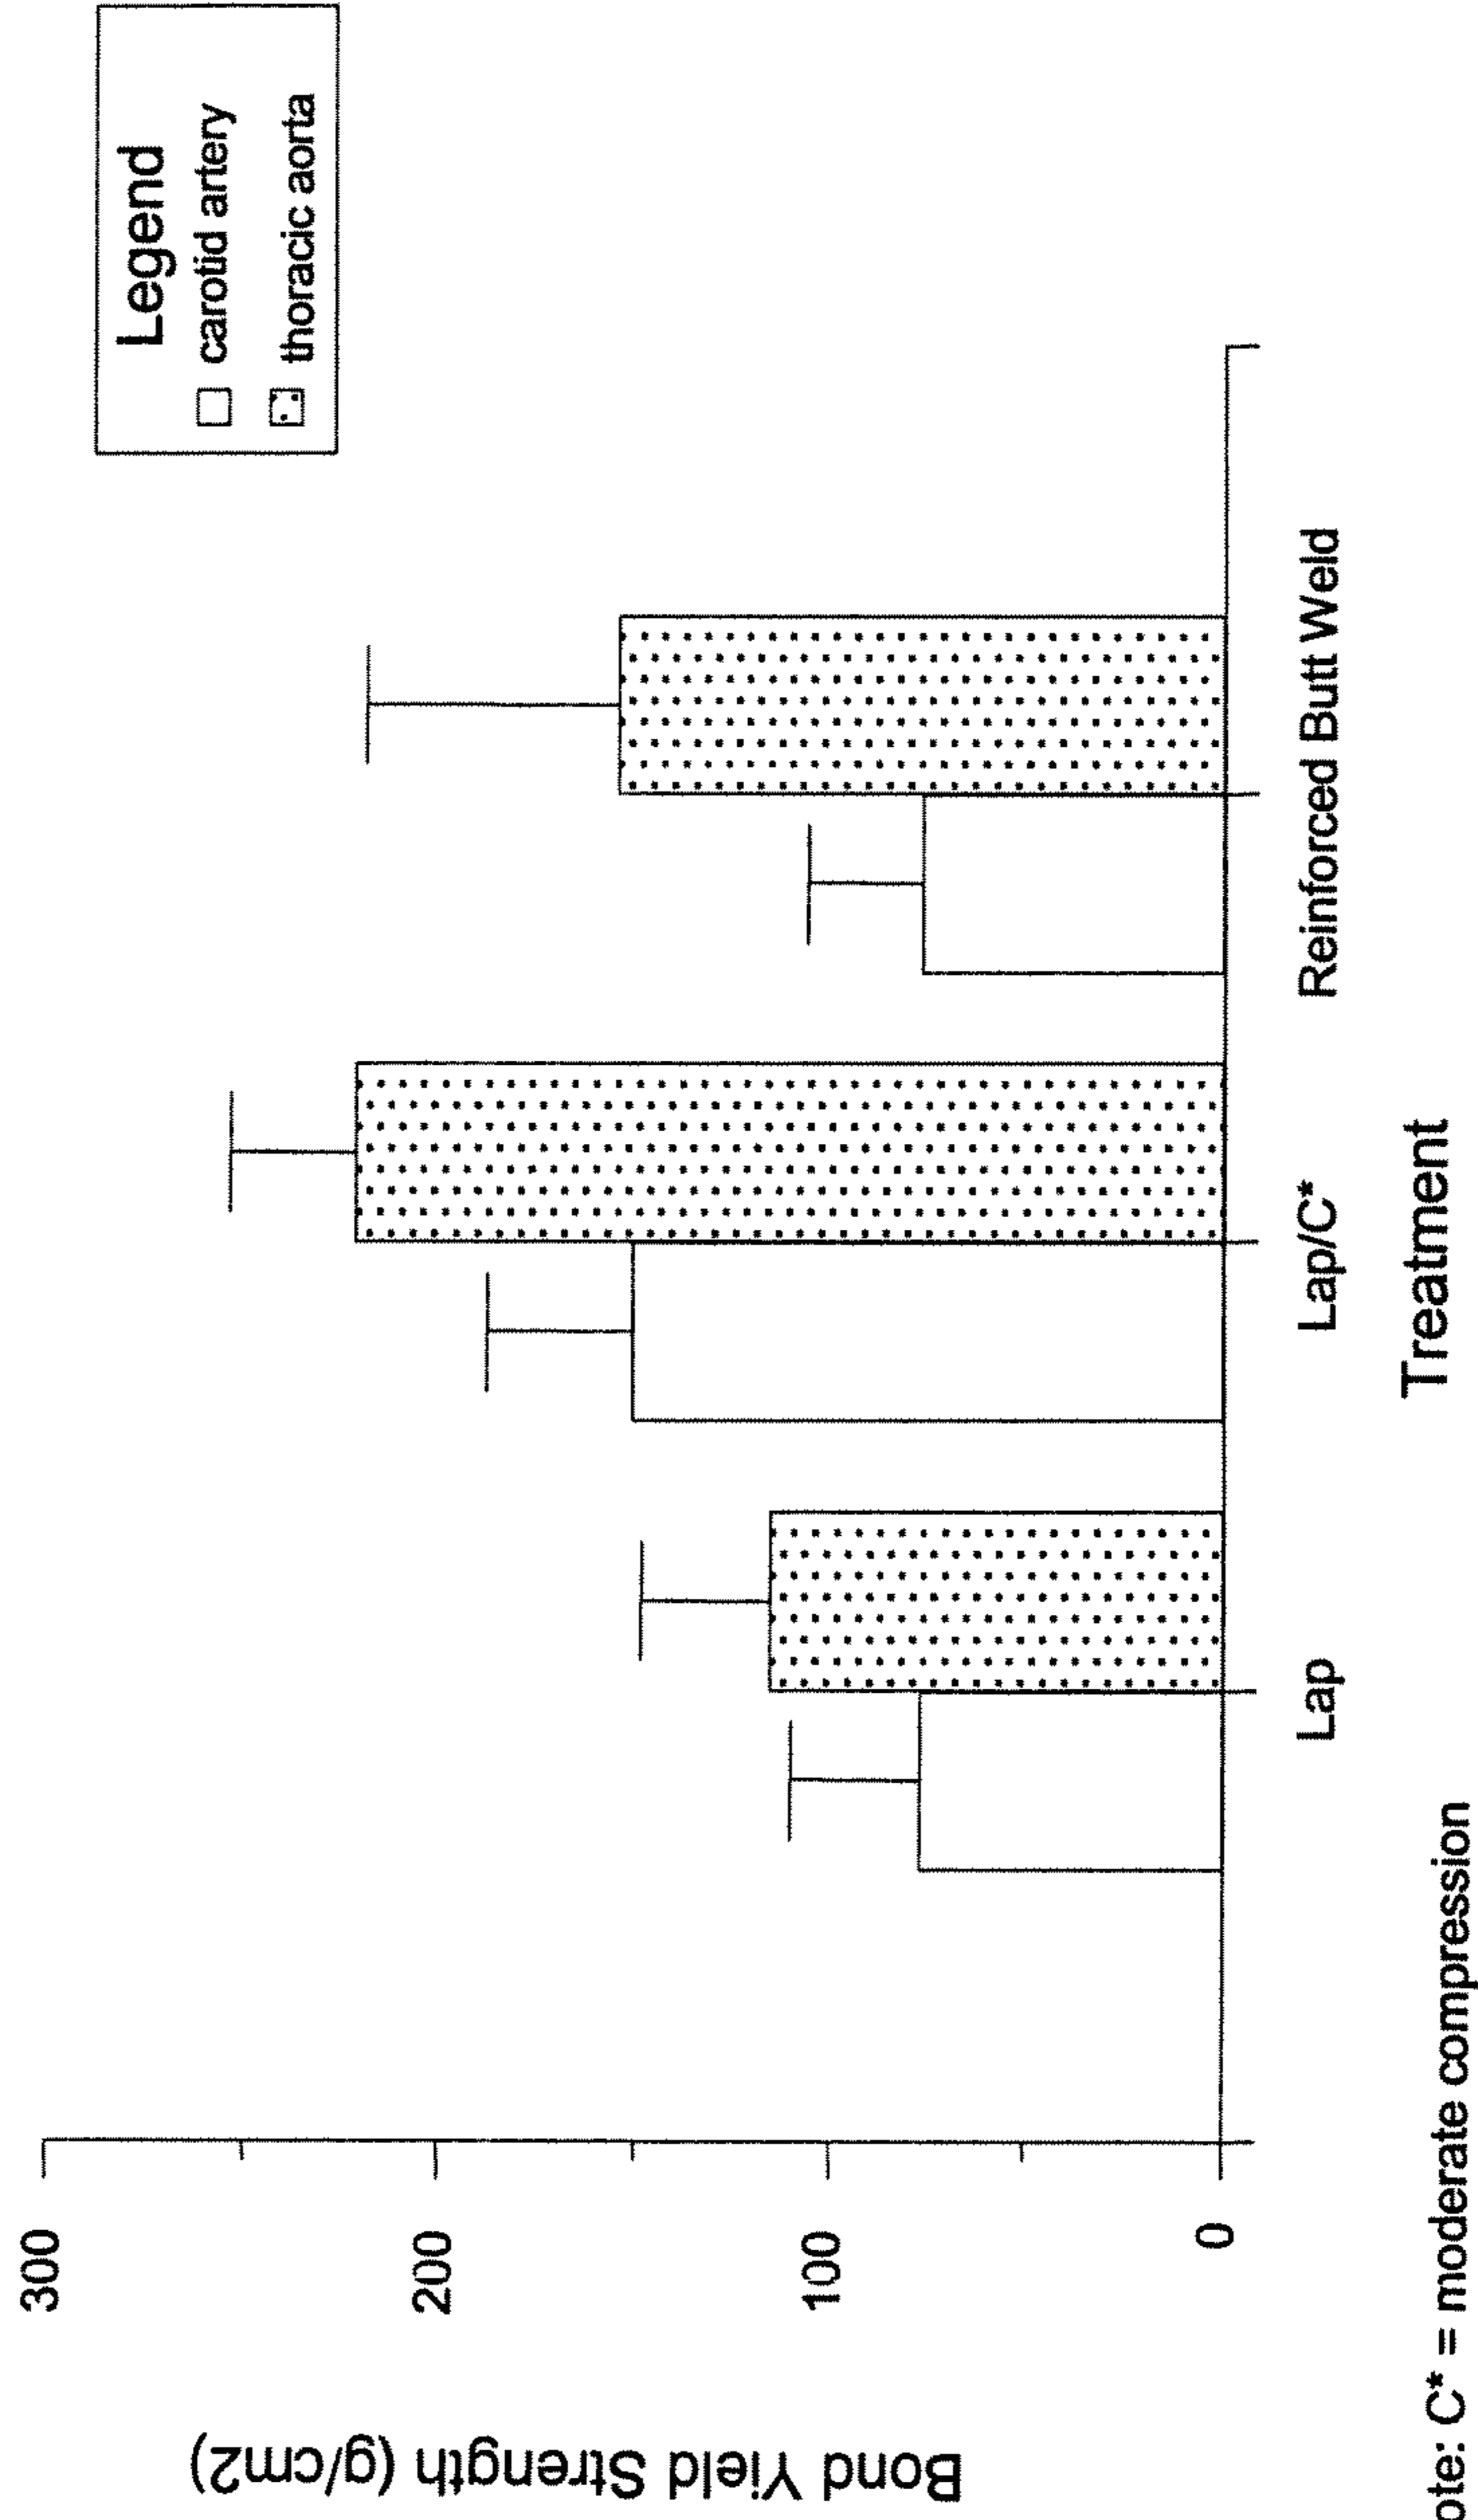 Legend
carotid artery
thoracic aorta
Bond Yield Strength (g/cm2)
300
200
100
0
Lap
Lap/C*
Reinforced Butt Weld
Treatment
ote: C* = moderate compression